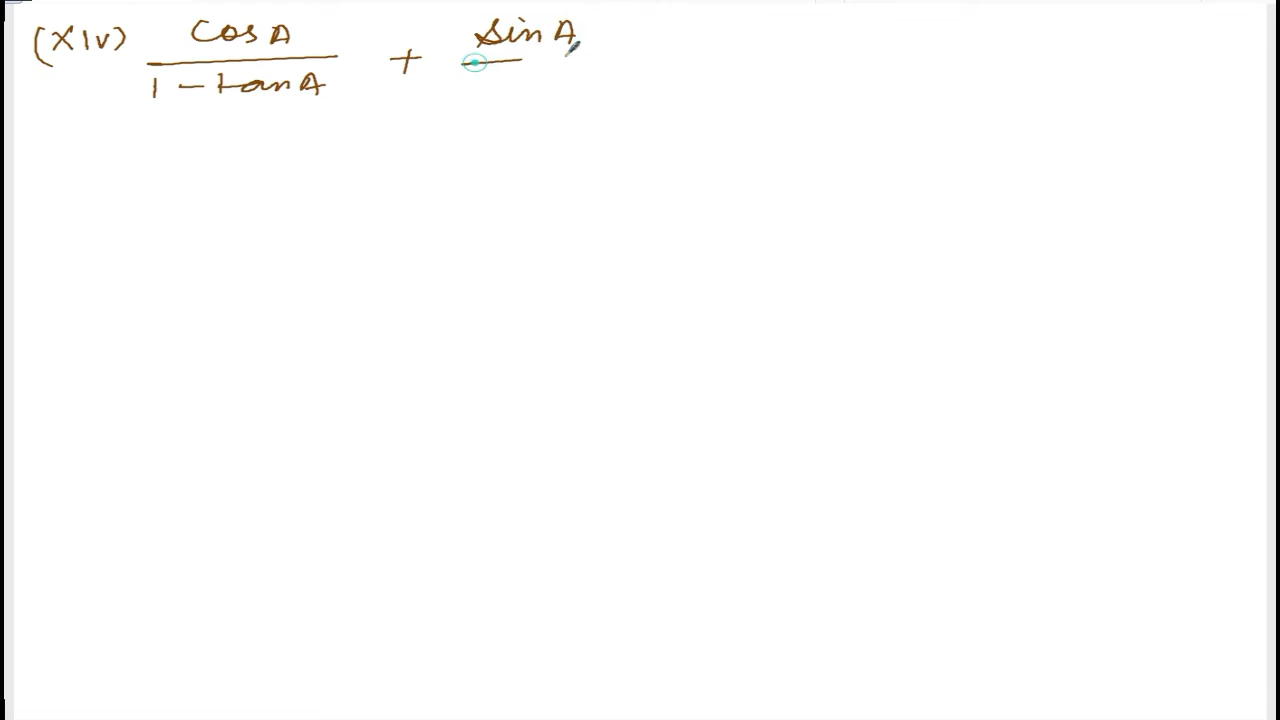 (XIV) cos A / 1 - tan A + sin A /